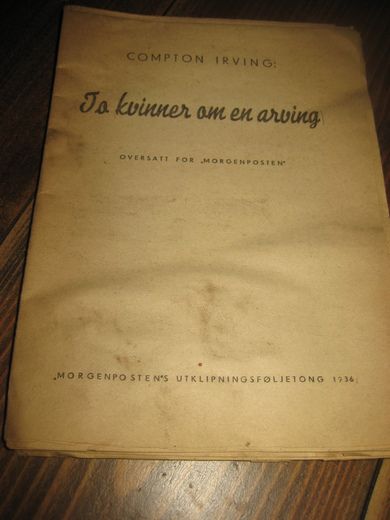 COMPTON IRVING:
To kvinner om en arving
OVERSATT FOR „MORGENPOSTEN"
„MORGENPOSTEN"S UTKLIPNINGSFØLJETONG 1936